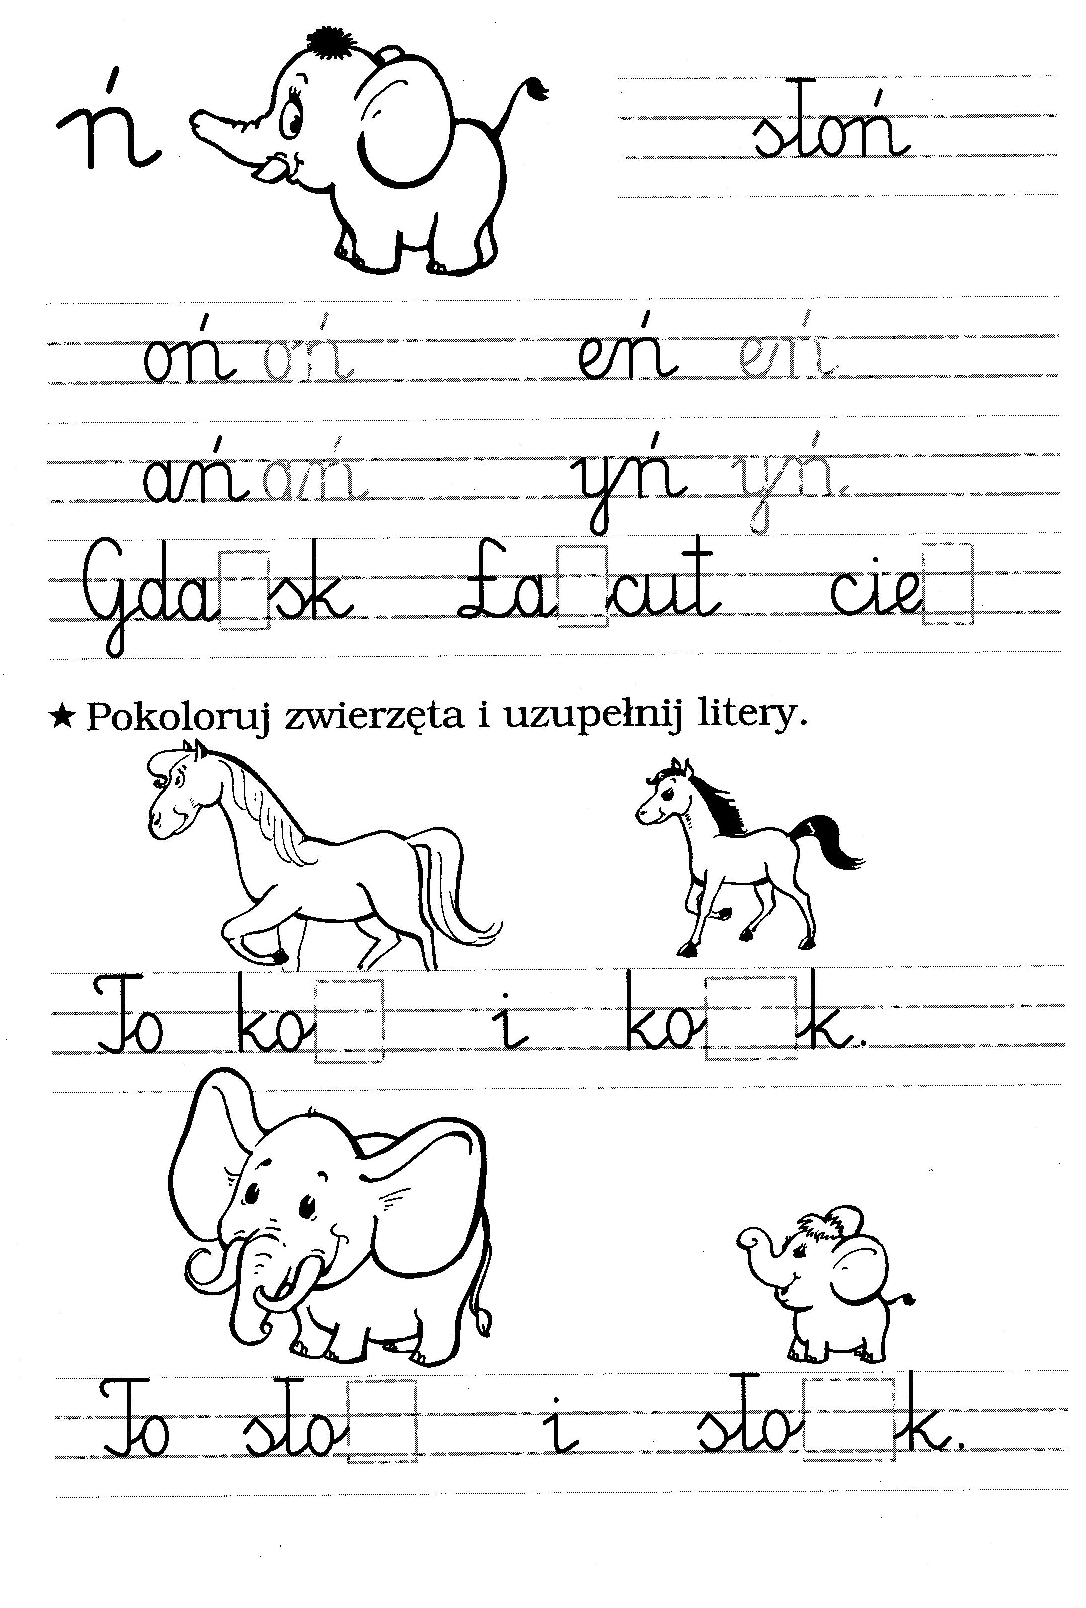 ń słoń
oń oń eń eń
ań ań yń yń
Gda sk Ła cut cie
★ Pokoloruj zwierzęta i uzupełnij litery.
To ko i ko k.
To sło i sło k.